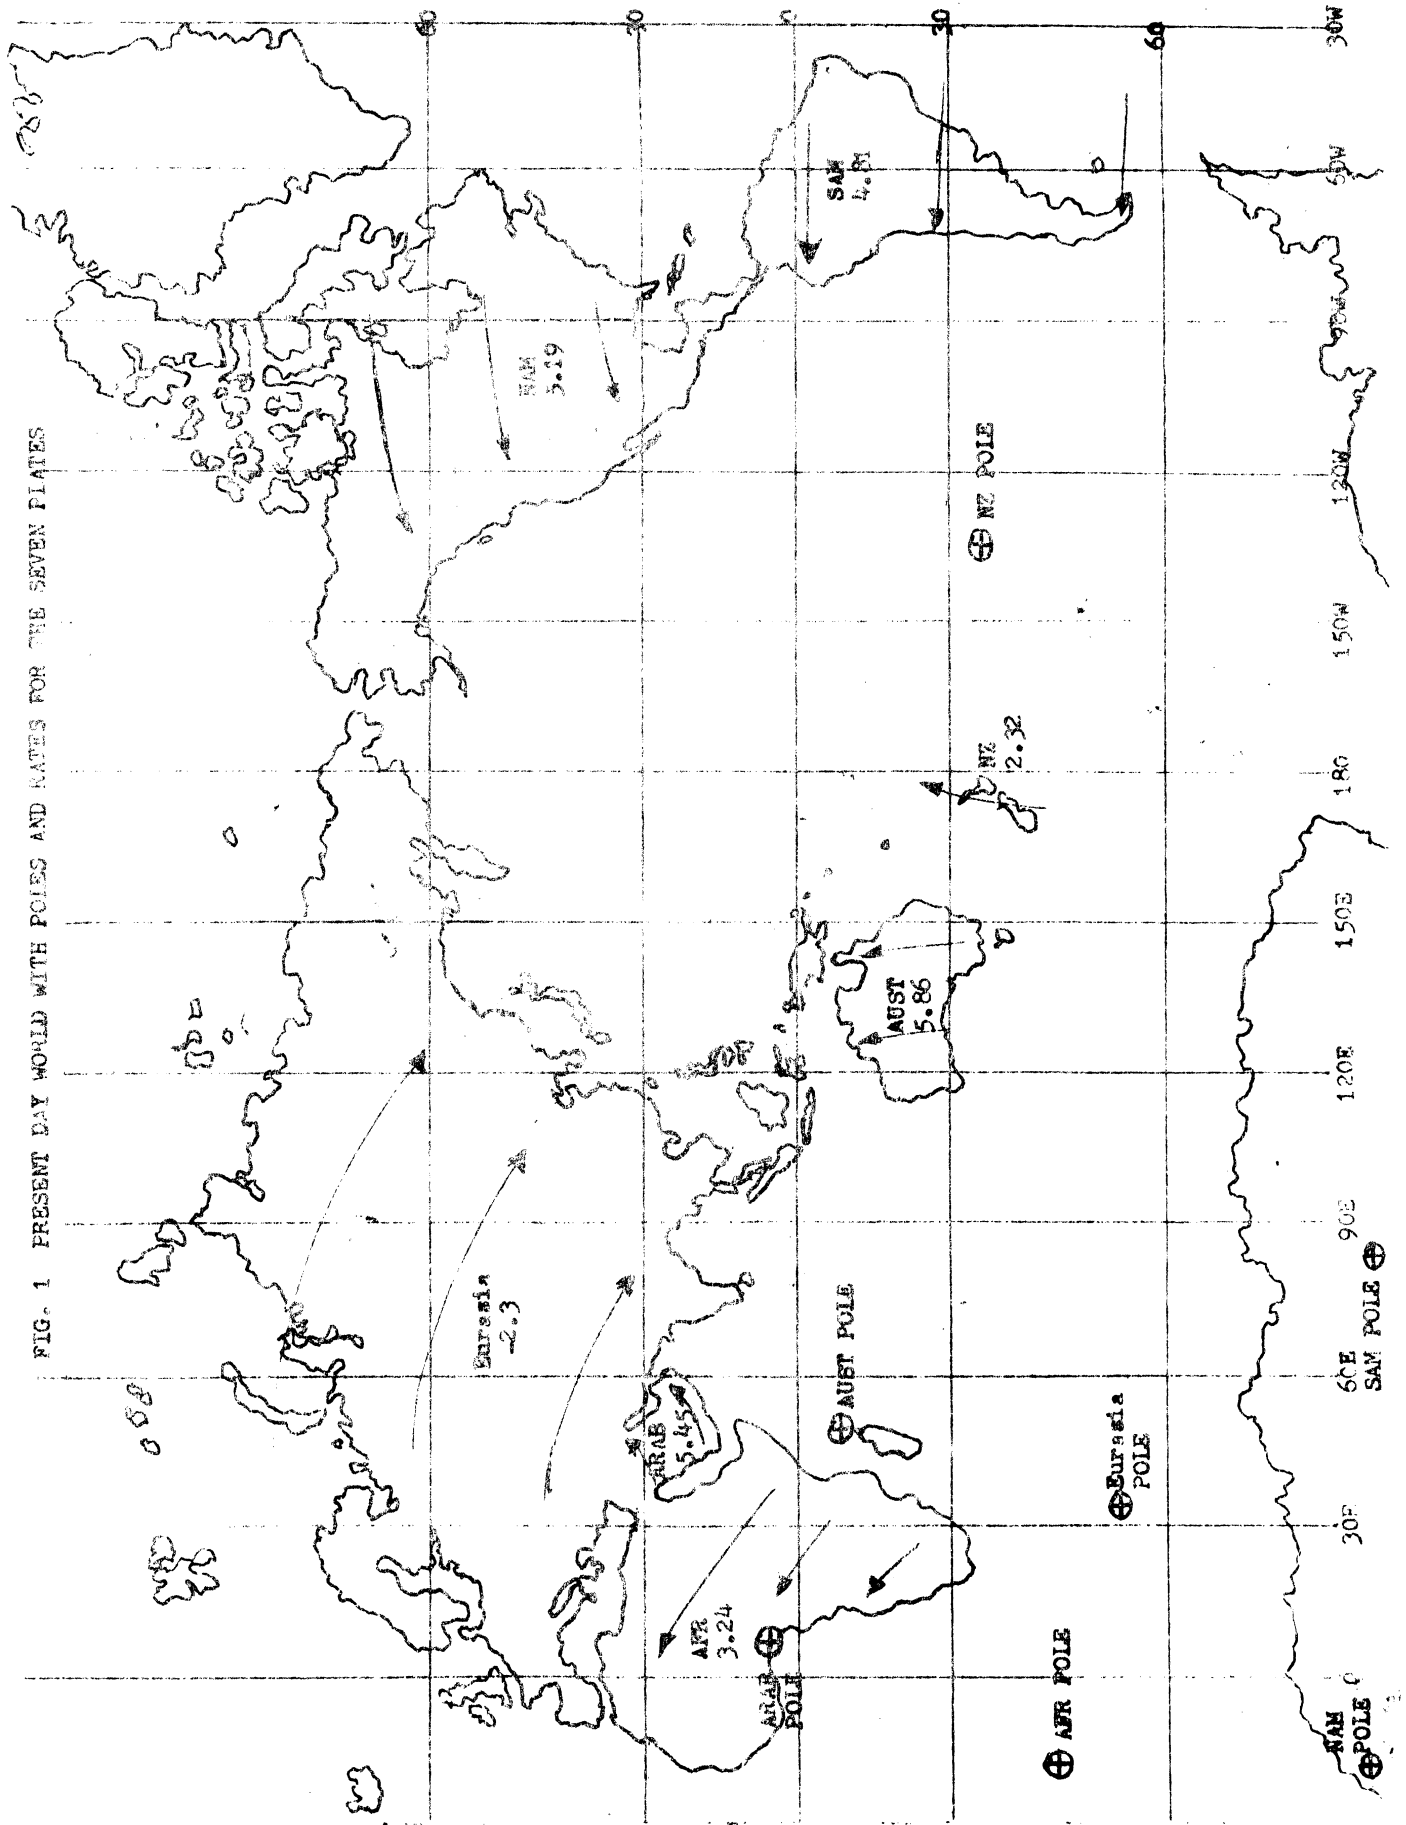 FIG. 1 PRESENT DAY WORLD WITH POLES AND RATES FOR THE SEVEN PLATES
60
Eurasia
-2.3
NAM
3.19
30
ARAB
5.45
AFR
3.24
ARAB
POLE
0
SAM
AUST POLE
AUST
5.86
30
NZ POLE
NZ
2.32
AFR POLE
Eurasia
POLE
60
NAM
POLE
0
30E
60E
90E
120E
150E
180
150W
120W
90W
60W
30W
SAM POLE